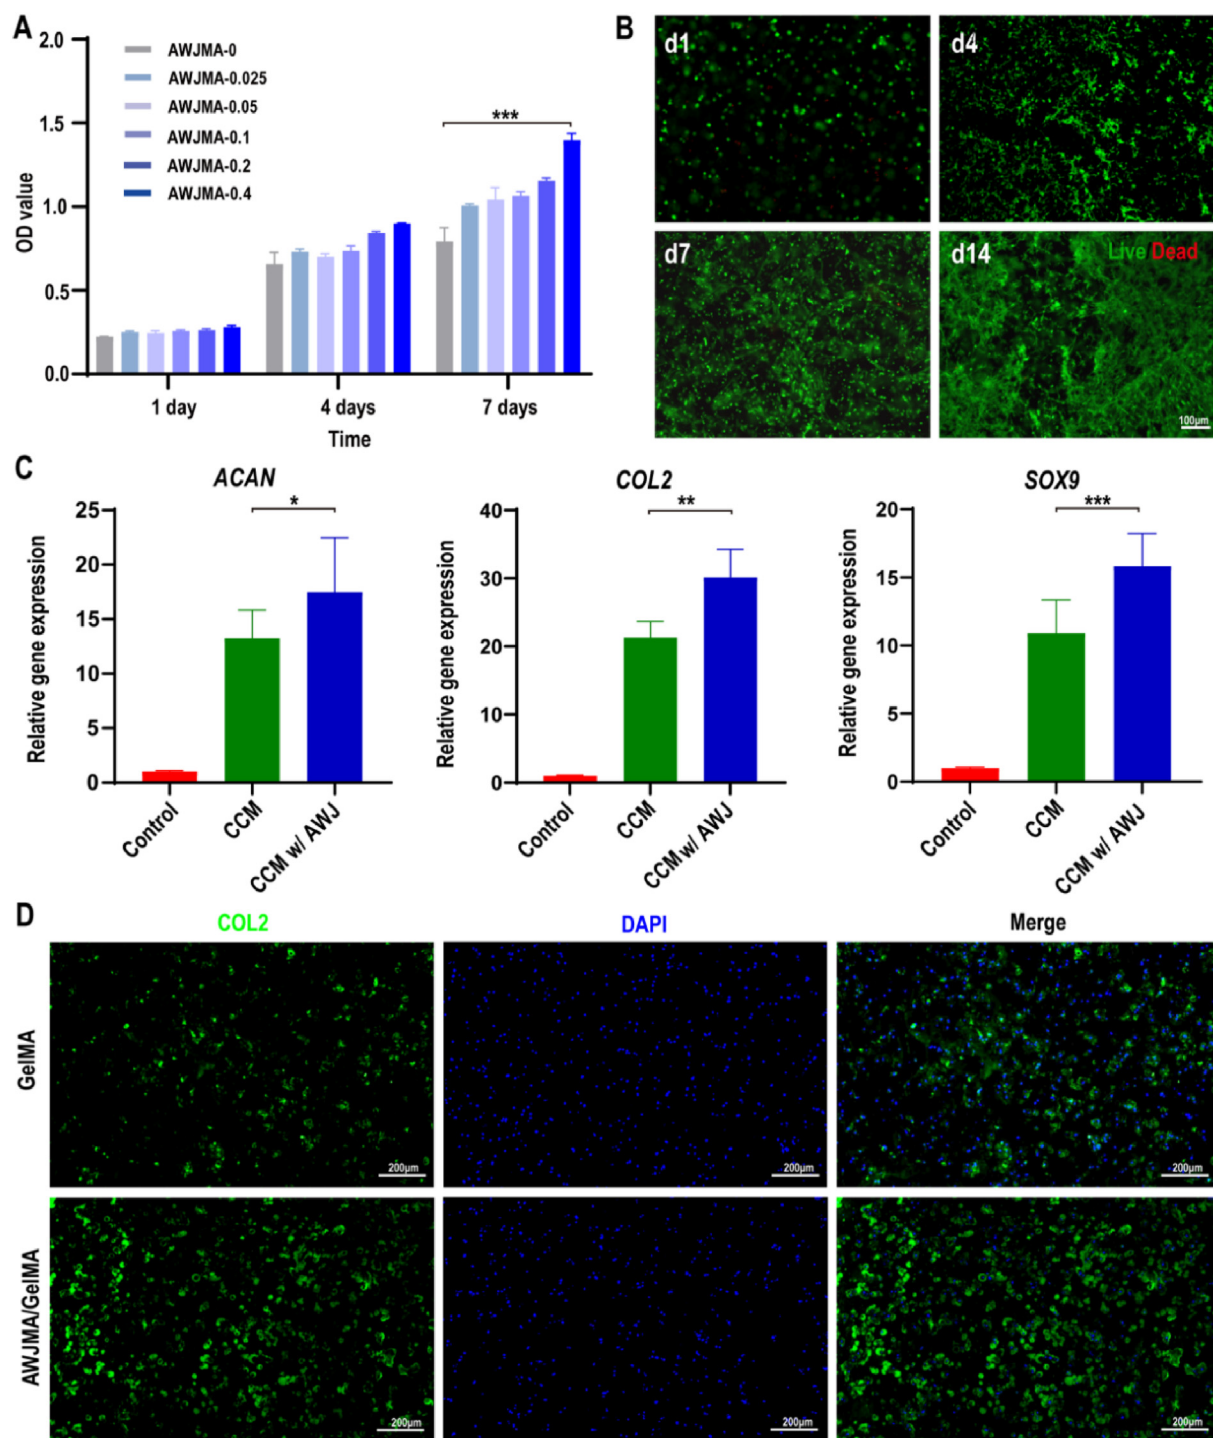 A
2.0
1.5
1.0
0.5
0.0
OD value
AWJMA-0
AWJMA-0.025
AWJMA-0.05
AWJMA-0.1
AWJMA-0.2
AWJMA-0.4
***
1 day
4 days
7 days
Time
B
d1
d4
d7
d14
Live Dead
100μm
C
ACAN
25
20
15
10
5
0
Relative gene expression
*
Control
CCM
CCM w/ AWJ
COL2
40
30
20
10
0
Relative gene expression
**
Control
CCM
CCM w/ AWJ
SOX9
20
15
10
5
0
Relative gene expression
***
Control
CCM
CCM w/ AWJ
D
COL2
DAPI
Merge
GelMA
200μm
200μm
200μm
AWJMA/GelMA
200μm
200μm
200μm